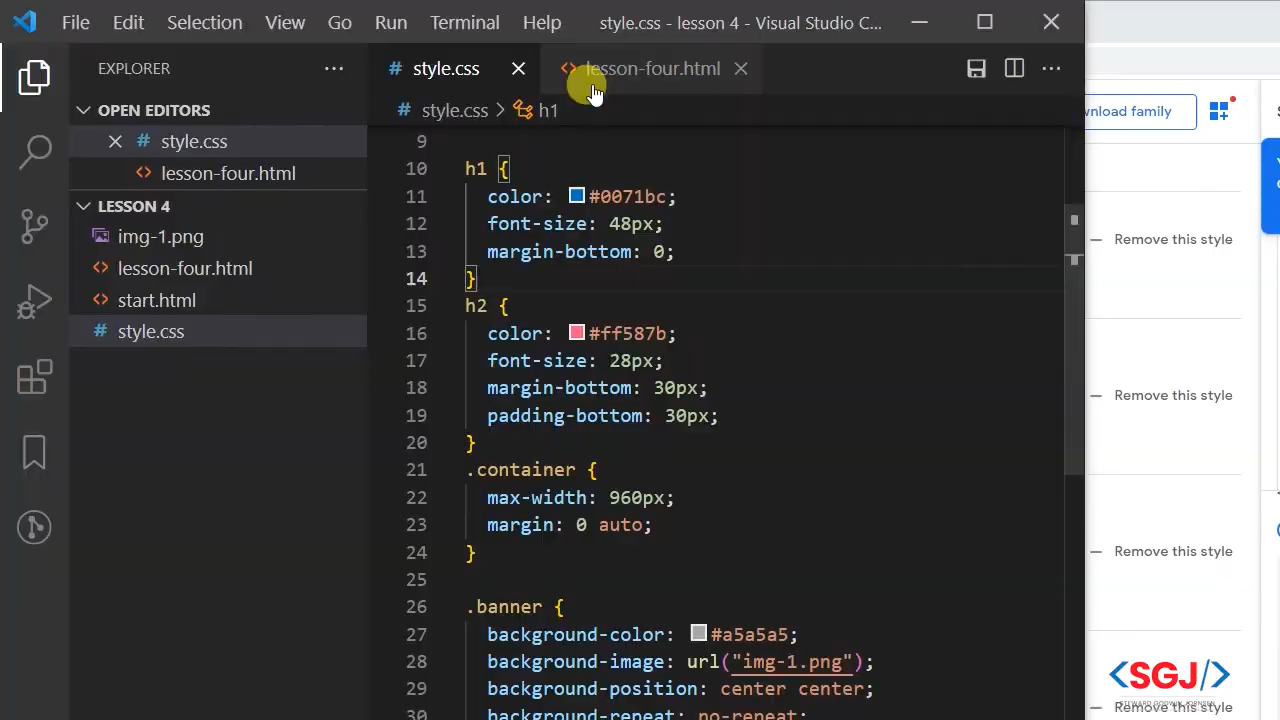 File Edit Selection View Go Run Terminal Help style.css - lesson 4 - Visual Studio C...
EXPLORER
OPEN EDITORS
# style.css
<> lesson-four.html
LESSON 4
img-1.png
<> lesson-four.html
<> start.html
# style.css
# style.css <> lesson-four.html
# style.css > h1
9
10 h1 {
11 color: #0071bc;
12 font-size: 48px;
13 margin-bottom: 0;
14 }
15 h2 {
16 color: #ff587b;
17 font-size: 28px;
18 margin-bottom: 30px;
19 padding-bottom: 30px;
20 }
21 .container {
22 max-width: 960px;
23 margin: 0 auto;
24 }
25
26 .banner {
27 background-color: #a5a5a5;
28 background-image: url("img-1.png");
29 background-position: center center;
30 background-repeat: no-repeat;
wnload family
Remove this style
Remove this style
Remove this style
<SGJ/>
Remove this style